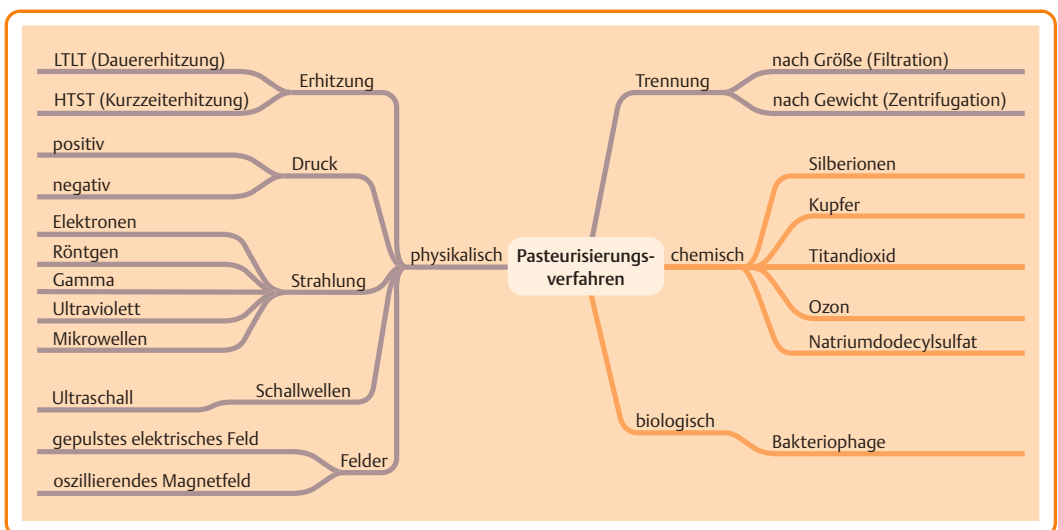 LTLT (Dauererhitzung)
HTST (Kurzzeiterhitzung)
Erhitzung
positiv
negativ
Druck
Elektronen
Röntgen
Gamma
Ultraviolett
Mikrowellen
Strahlung
Ultraschall
Schallwellen
gepulstes elektrisches Feld
oszillierendes Magnetfeld
Felder
physikalisch
Pasteurisierungs-
verfahren
Trennung
nach Größe (Filtration)
nach Gewicht (Zentrifugation)
chemisch
Silberionen
Kupfer
Titandioxid
Ozon
Natriumdodecylsulfat
biologisch
Bakteriophage